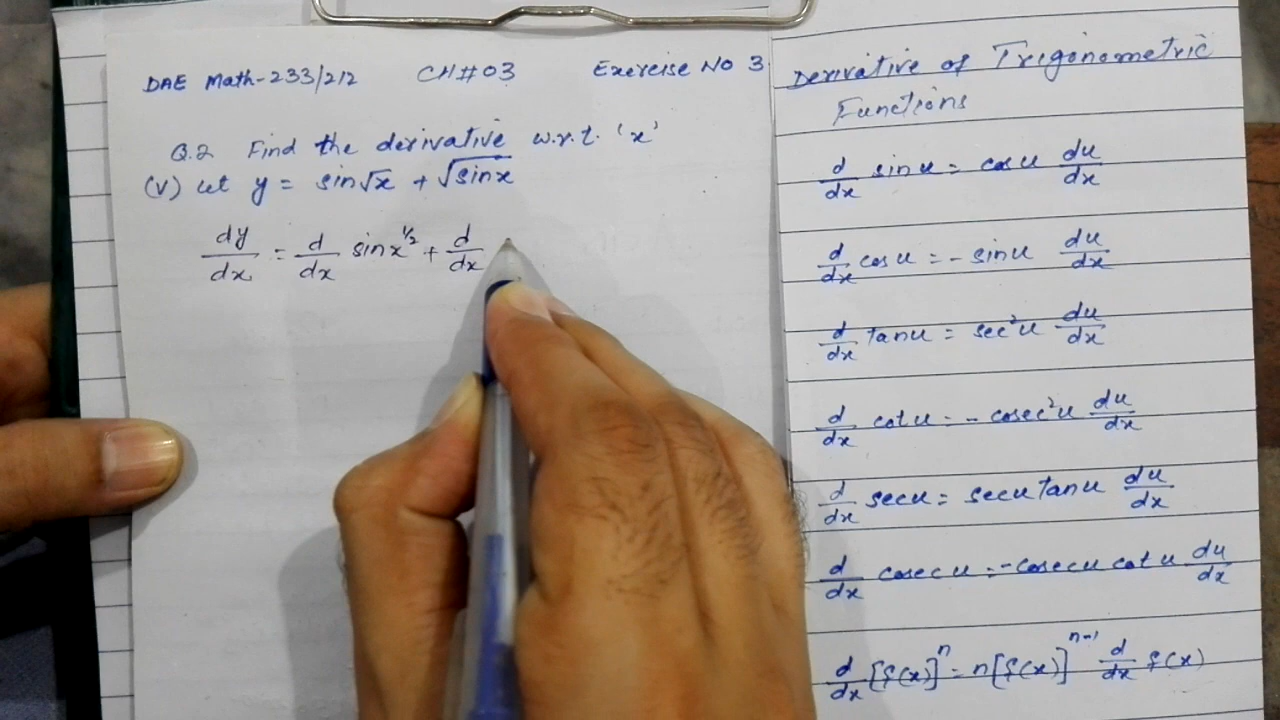 DAE Math-233/212 CH#03 Exercise No 3
Q.2 Find the derivative w.r.t. 'x'
(V) let y = sin√x + √sinx
dy/dx = d/dx sinx^1/2 + d/dx
Derivative of Trigonometric
Functions
d/dx sinu = cosu du/dx
d/dx cosu = -sinu du/dx
d/dx tanu = sec²u du/dx
d/dx cotu = -cosec²u du/dx
d/dx secu = secutanu du/dx
d/dx cosecu = -cosecu cotu du/dx
d/dx [f(x)]^n = n[f(x)]^n-1 d/dx f(x)